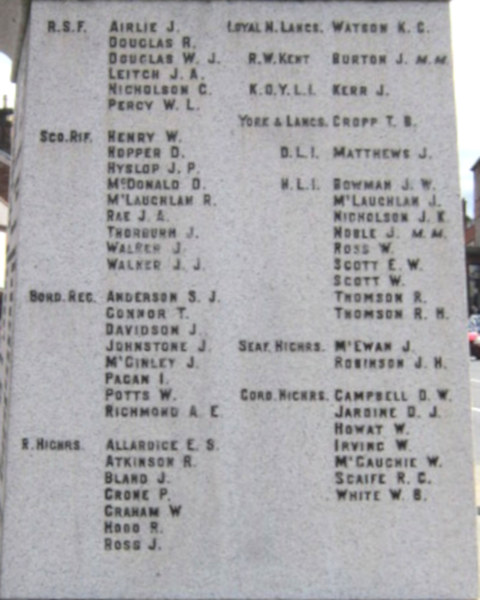 R.S.F. AIRLIE J.
DOUGLAS R.
DOUGLAS W. J.
LEITCH J. A.
NICHOLSON G.
PERCY W. L.
SCO. RIF. HENRY W.
HOPPER D.
HYSLOP J. P.
McDONALD D.
McLAUCHLAN R.
RAE J. A.
THORBURN J.
WALKER J.
WALKER J. J.
BORD. REG. ANDERSON S. J.
CONNOR T.
DAVIDSON J.
JOHNSTONE J.
McGINLEY J.
PAGAN I.
POTTS W.
RICHMOND A. E.
R. HIGHRS. ALLARDICE E. S.
ATKINSON R.
BLAND J.
CRONE P.
GRAHAM W
HOOD R.
ROSS J.
LOYAL N. LANCS. WATSON K. G.
R.W. KENT BURTON J. M.M.
K.O.Y.L.I. KERR J.
YORK & LANCS. CROPP T. B.
D.L.I. MATTHEWS J.
H.L.I. BOWMAN J. W.
McLAUCHLAN J.
NICHOLSON J. K.
NOBLE J. M.M.
ROSS W.
SCOTT E. W.
SCOTT W.
THOMSON R.
THOMSON R. H.
SEAF. HIGHRS. McEWAN J.
ROBINSON J. H.
GORD. HIGHRS. CAMPBELL D. W.
JARDINE D. J.
HOWAT W.
IRVING W.
McGAUCHIE W.
SCAIFE R. G.
WHITE W. B.